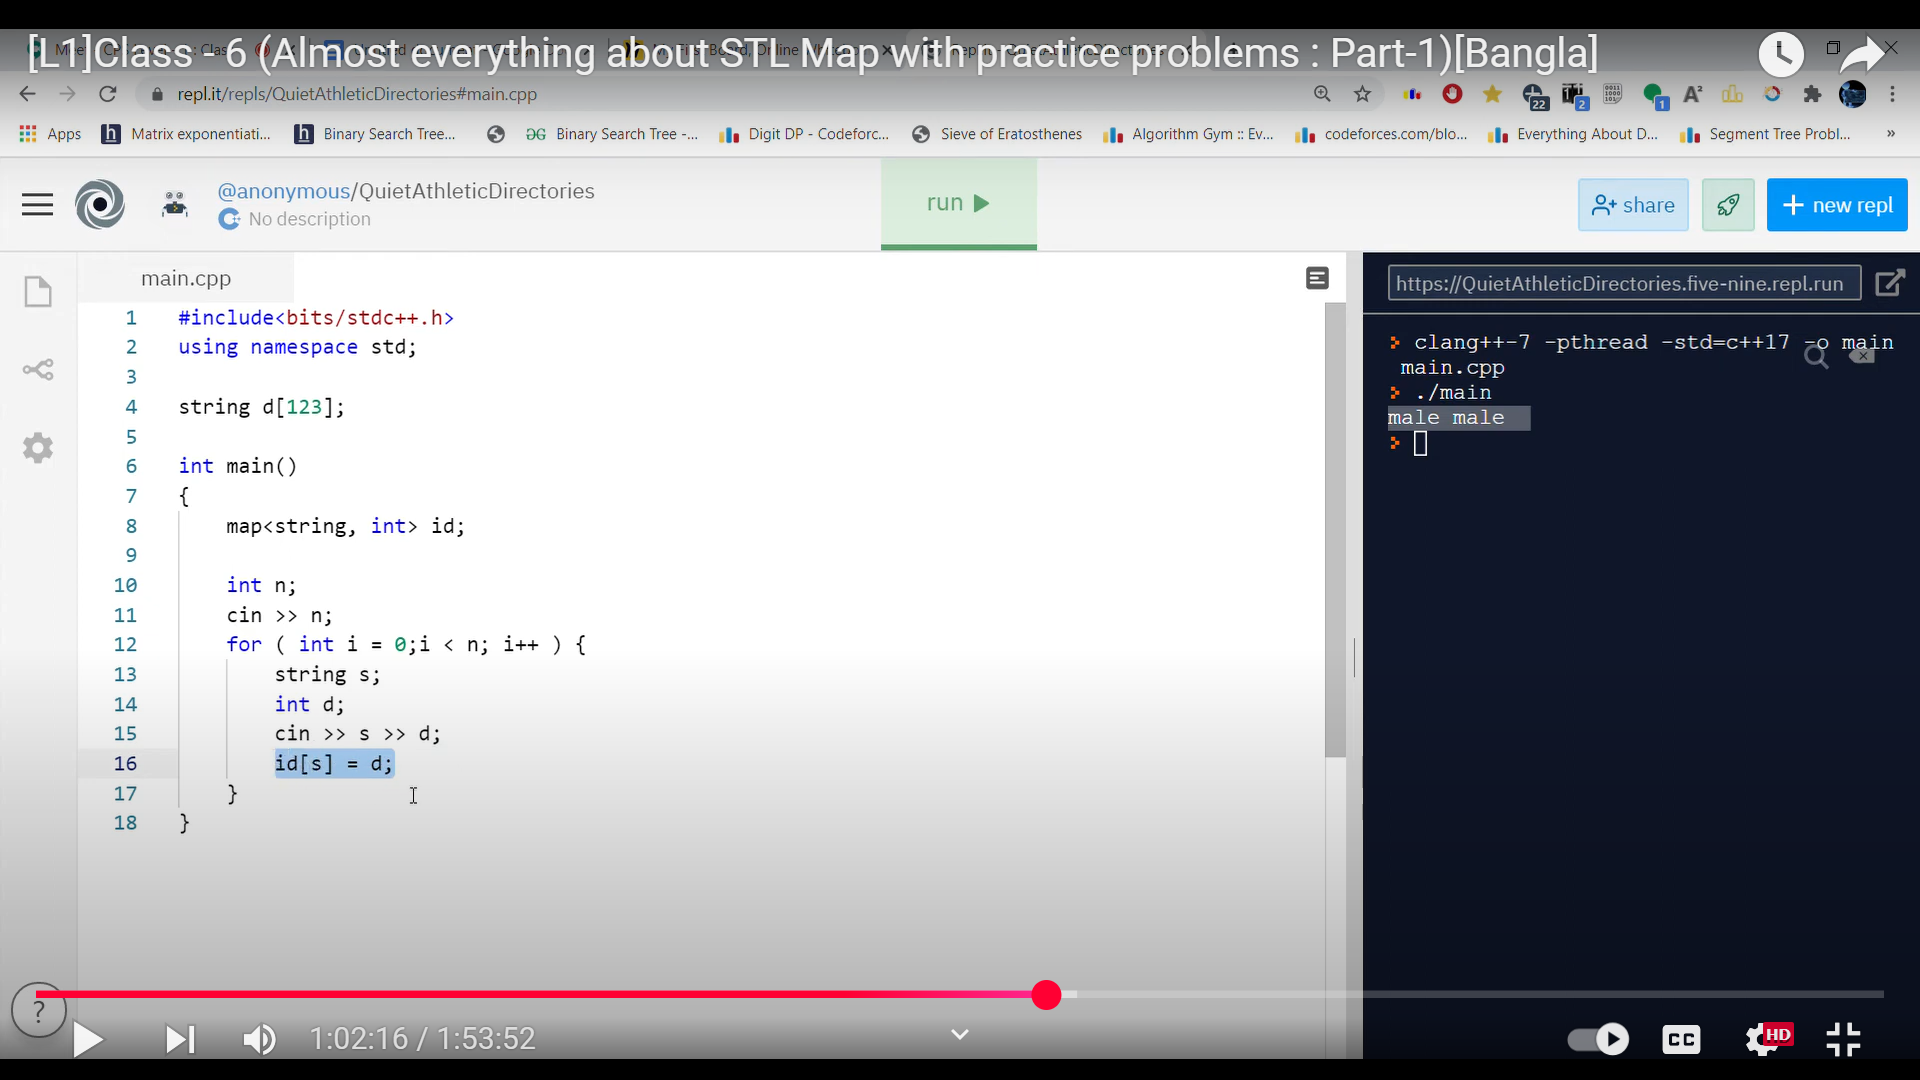 [L1]Class - 6 (Almost everything about STL Map with practice problems : Part-1)[Bangla]
repl.it/repls/QuietAthleticDirectories#main.cpp
22
2
1
Apps
Matrix exponentiati...
Binary Search Tree...
Binary Search Tree -...
Digit DP - Codeforc...
Sieve of Eratosthenes
Algorithm Gym :: Ev...
codeforces.com/blo...
Everything About D...
Segment Tree Probl...
»
@anonymous/QuietAthleticDirectories
No description
run
share
+ new repl
main.cpp
https://QuietAthleticDirectories.five-nine.repl.run
1 #include<bits/stdc++.h>
2 using namespace std;
3
4 string d[123];
5
6 int main()
7 {
8 map<string, int> id;
9
10 int n;
11 cin >> n;
12 for ( int i = 0;i < n; i++ ) {
13 string s;
14 int d;
15 cin >> s >> d;
16 id[s] = d;
17 }
18 }
clang++-7 -pthread -std=c++17 -o main
main.cpp
./main
male male
?
1:02:16 / 1:53:52
CC
HD